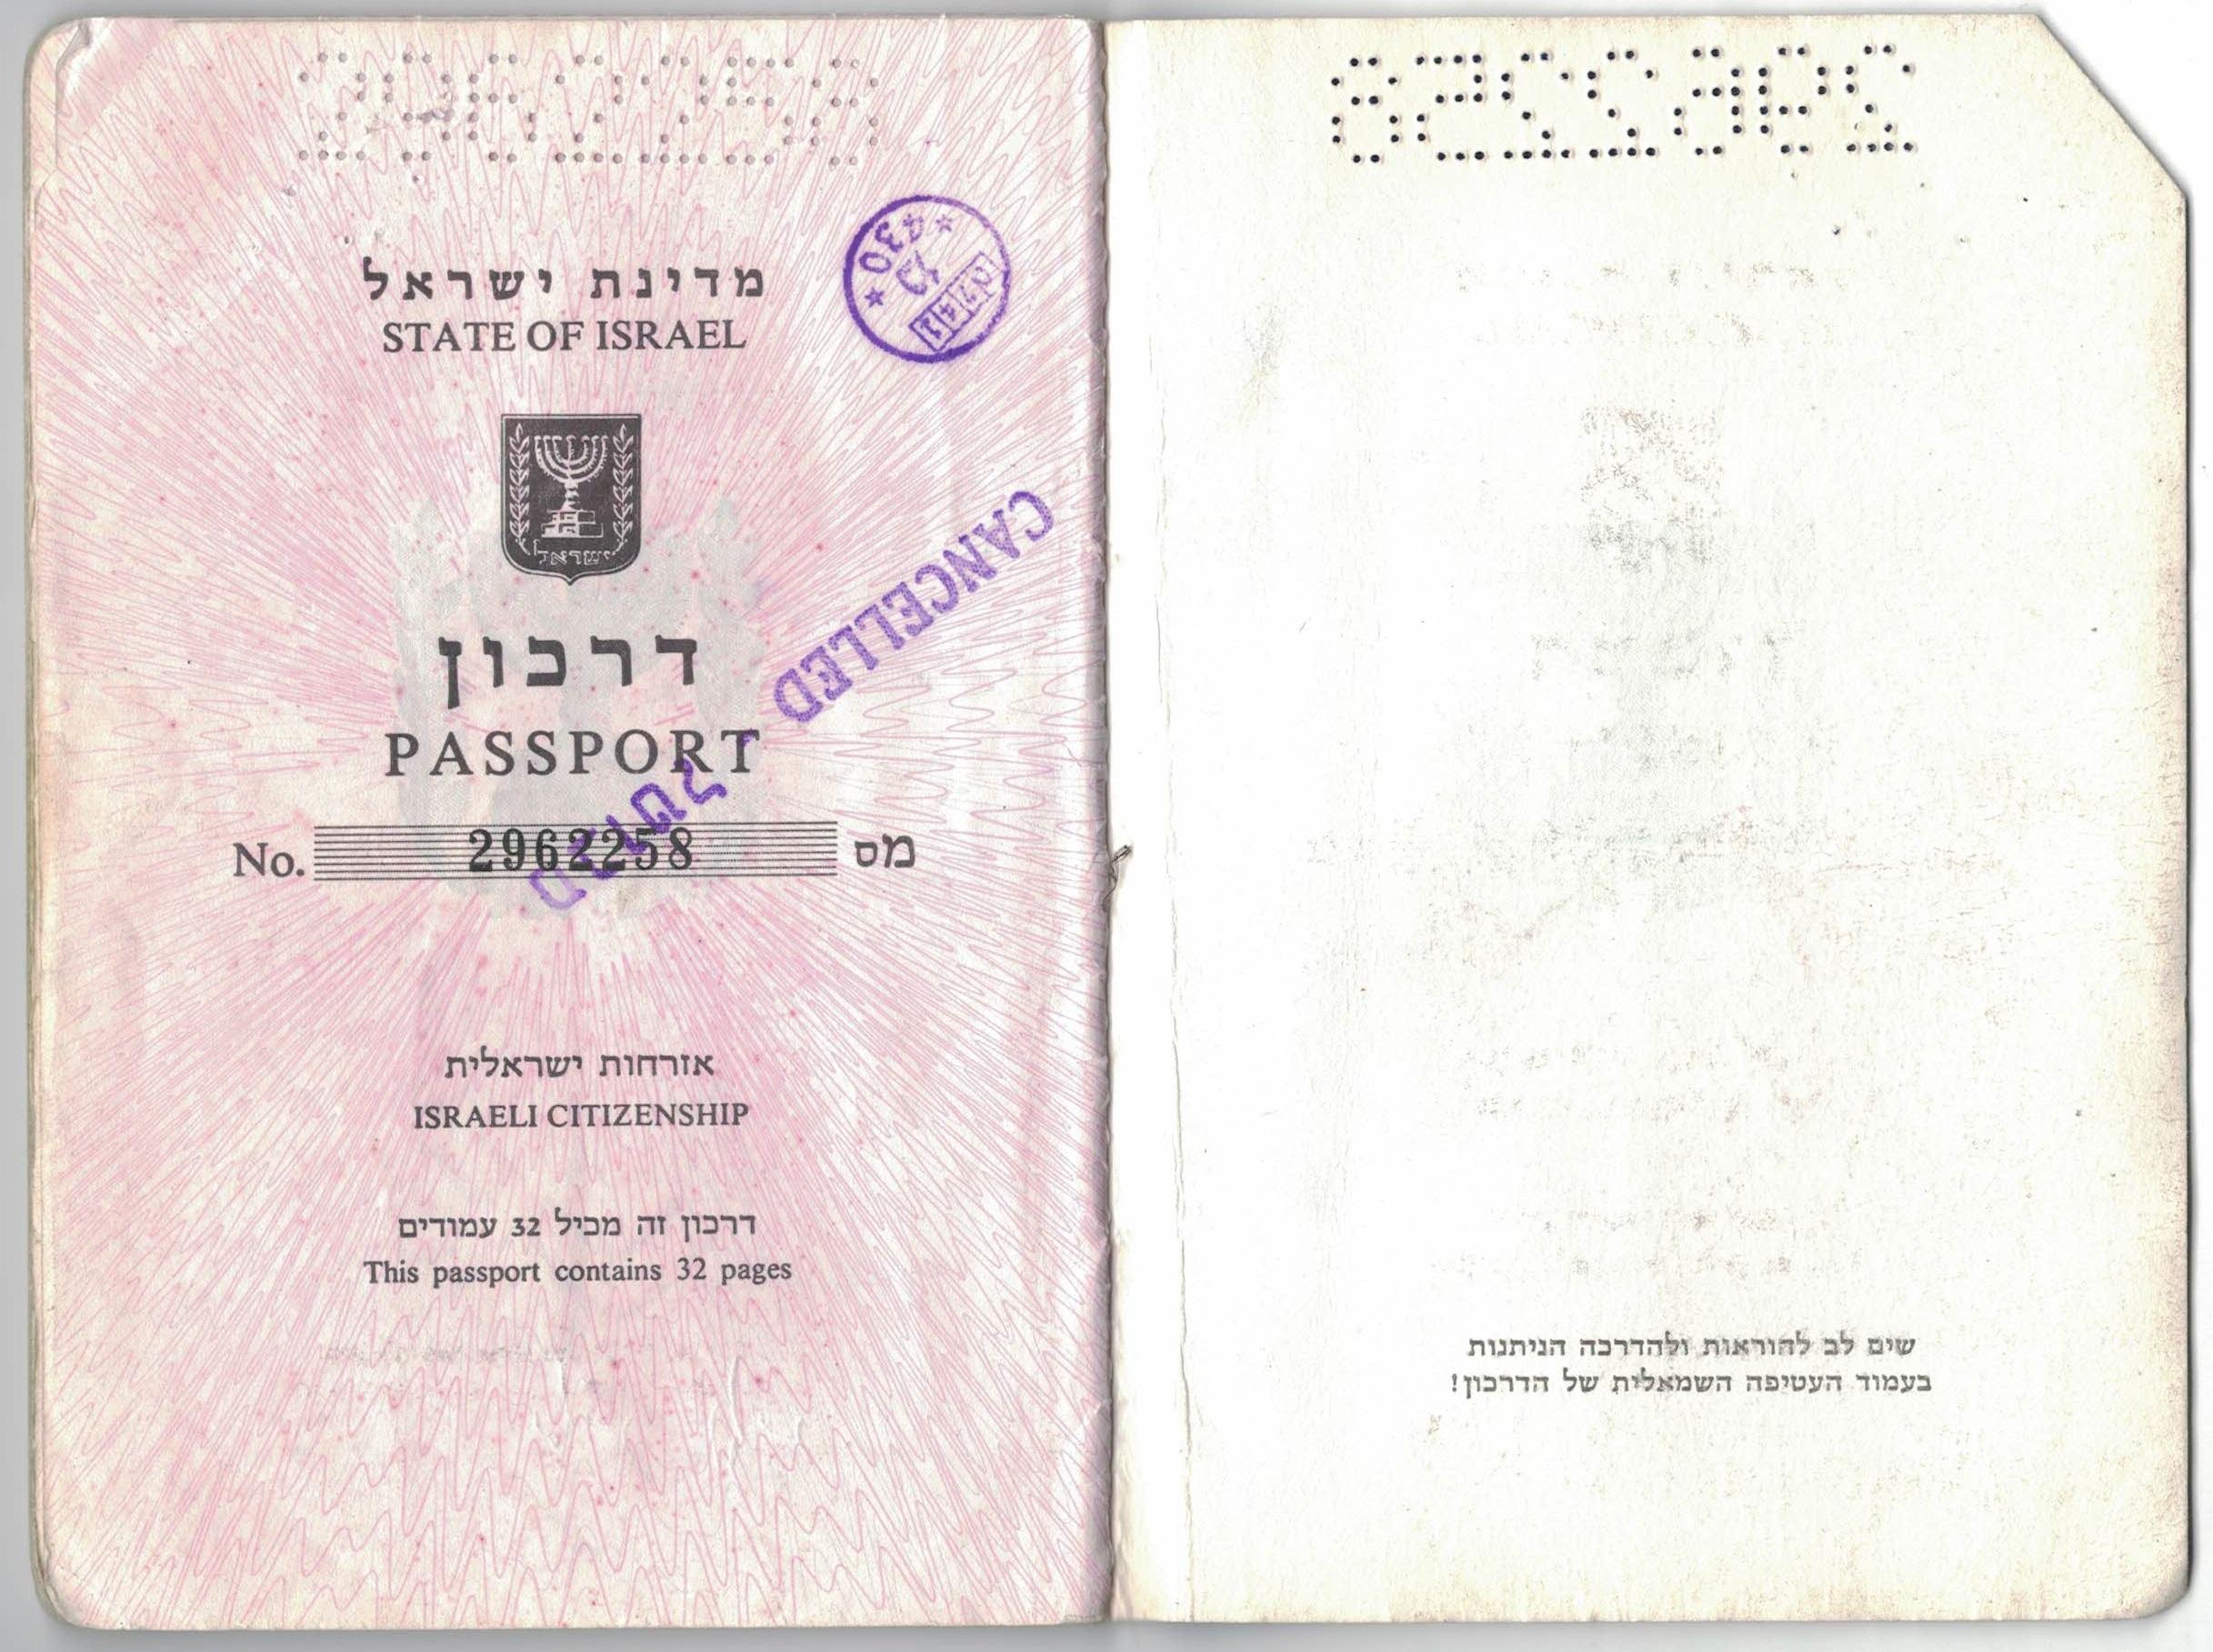 מדינת ישראל
STATE OF ISRAEL
ישראל
דרכון
PASSPORT
No. 2962258 מס
אזרחות ישראלית
ISRAELI CITIZENSHIP
דרכון זה מכיל 32 עמודים
This passport contains 32 pages
CANCELLED
מבוטל
430
2962258
שים לב להוראות ולהדרכה הניתנות
בעמוד העטיפה השמאלית של הדרכון!